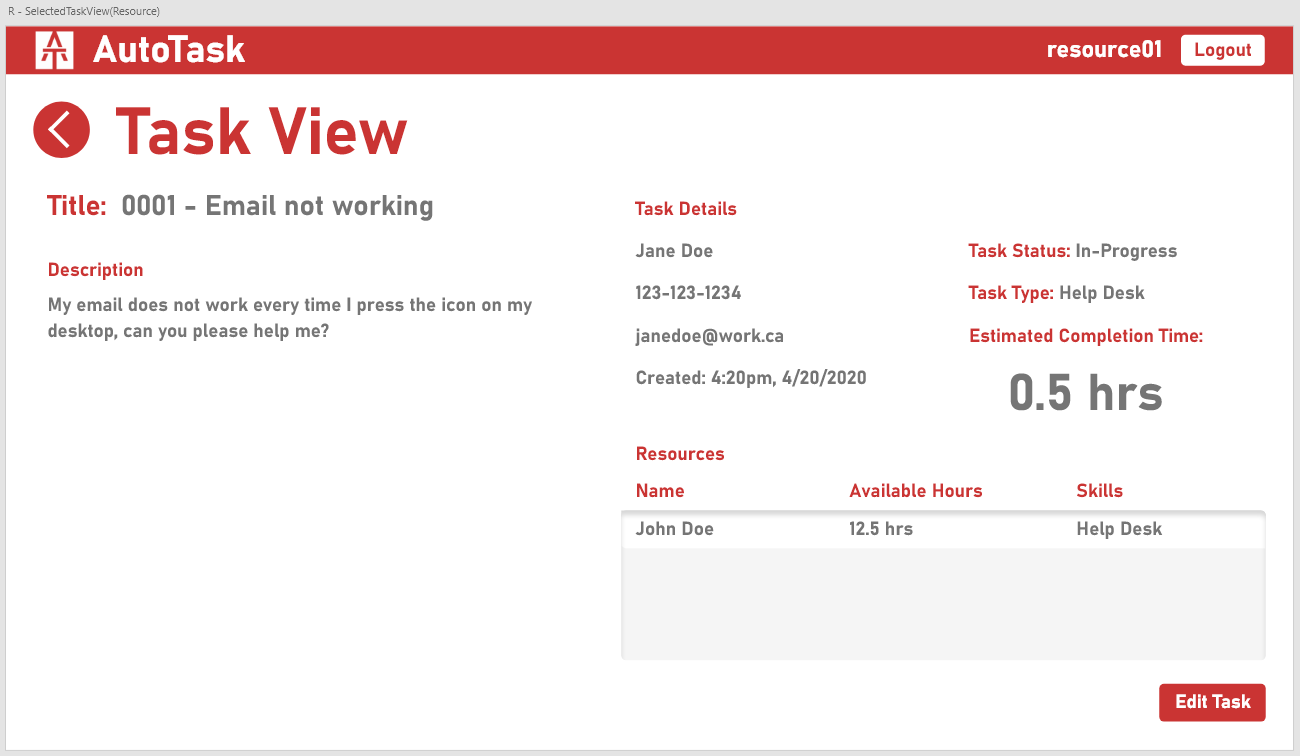 R - SelectedTaskView(Resource)
AutoTask
resource01
Logout
Task View
Title: 0001 - Email not working
Description
My email does not work every time I press the icon on my
desktop, can you please help me?
Task Details
Jane Doe
123-123-1234
janedoe@work.ca
Created: 4:20pm, 4/20/2020
Task Status: In-Progress
Task Type: Help Desk
Estimated Completion Time:
0.5 hrs
Resources
Name Available Hours Skills
John Doe 12.5 hrs Help Desk
Edit Task